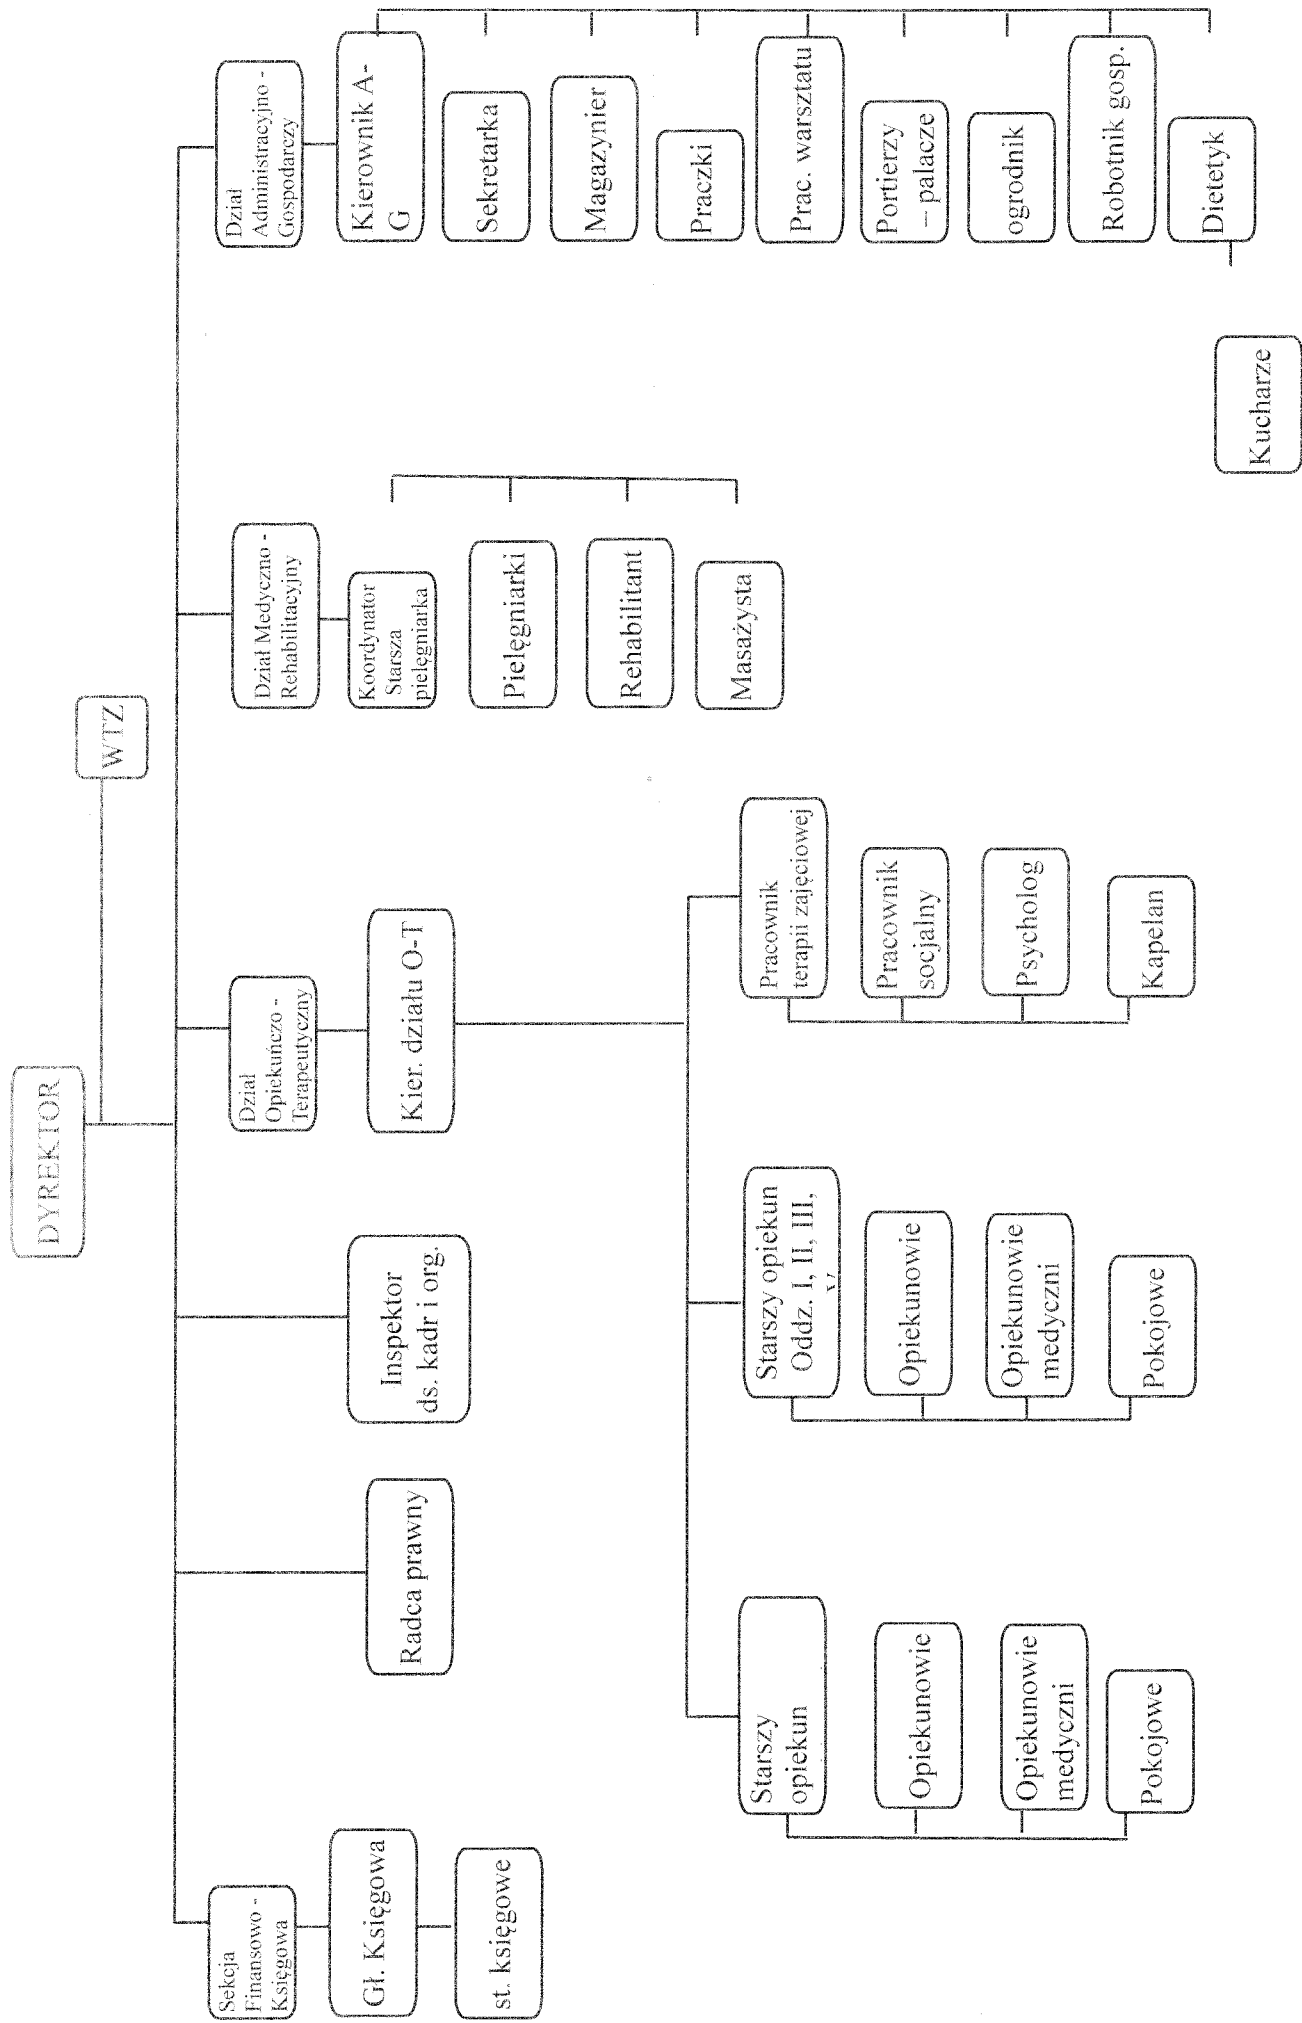 DYREKTOR
WTZ
Sekcja
Finansowo -
Księgowa
Gł. Księgowa
st. księgowe
Radca prawny
Inspektor
ds. kadr i org.
Dział
Opiekuńczo -
Terapeutyczny
Kier. działu O-T
Starszy
opiekun
Opiekunowie
Opiekunowie
medyczni
Pokojowe
Starszy opiekun
Oddz. I, II, III,
Opiekunowie
Opiekunowie
medyczni
Pokojowe
Pracownik
terapii zajęciowej
Pracownik
socjalny
Psycholog
Kapelan
Dział Medyczno -
Rehabilitacyjny
Koordynator
Starsza
pielęgniarka
Pielęgniarki
Rehabilitant
Masażysta
Dział
Administracyjno -
Gospodarczy
Kierownik A-
G
Sekretarka
Magazynier
Praczki
Prac. warsztatu
Portierzy
– palacze
ogrodnik
Robotnik gosp.
Dietetyk
Kucharze